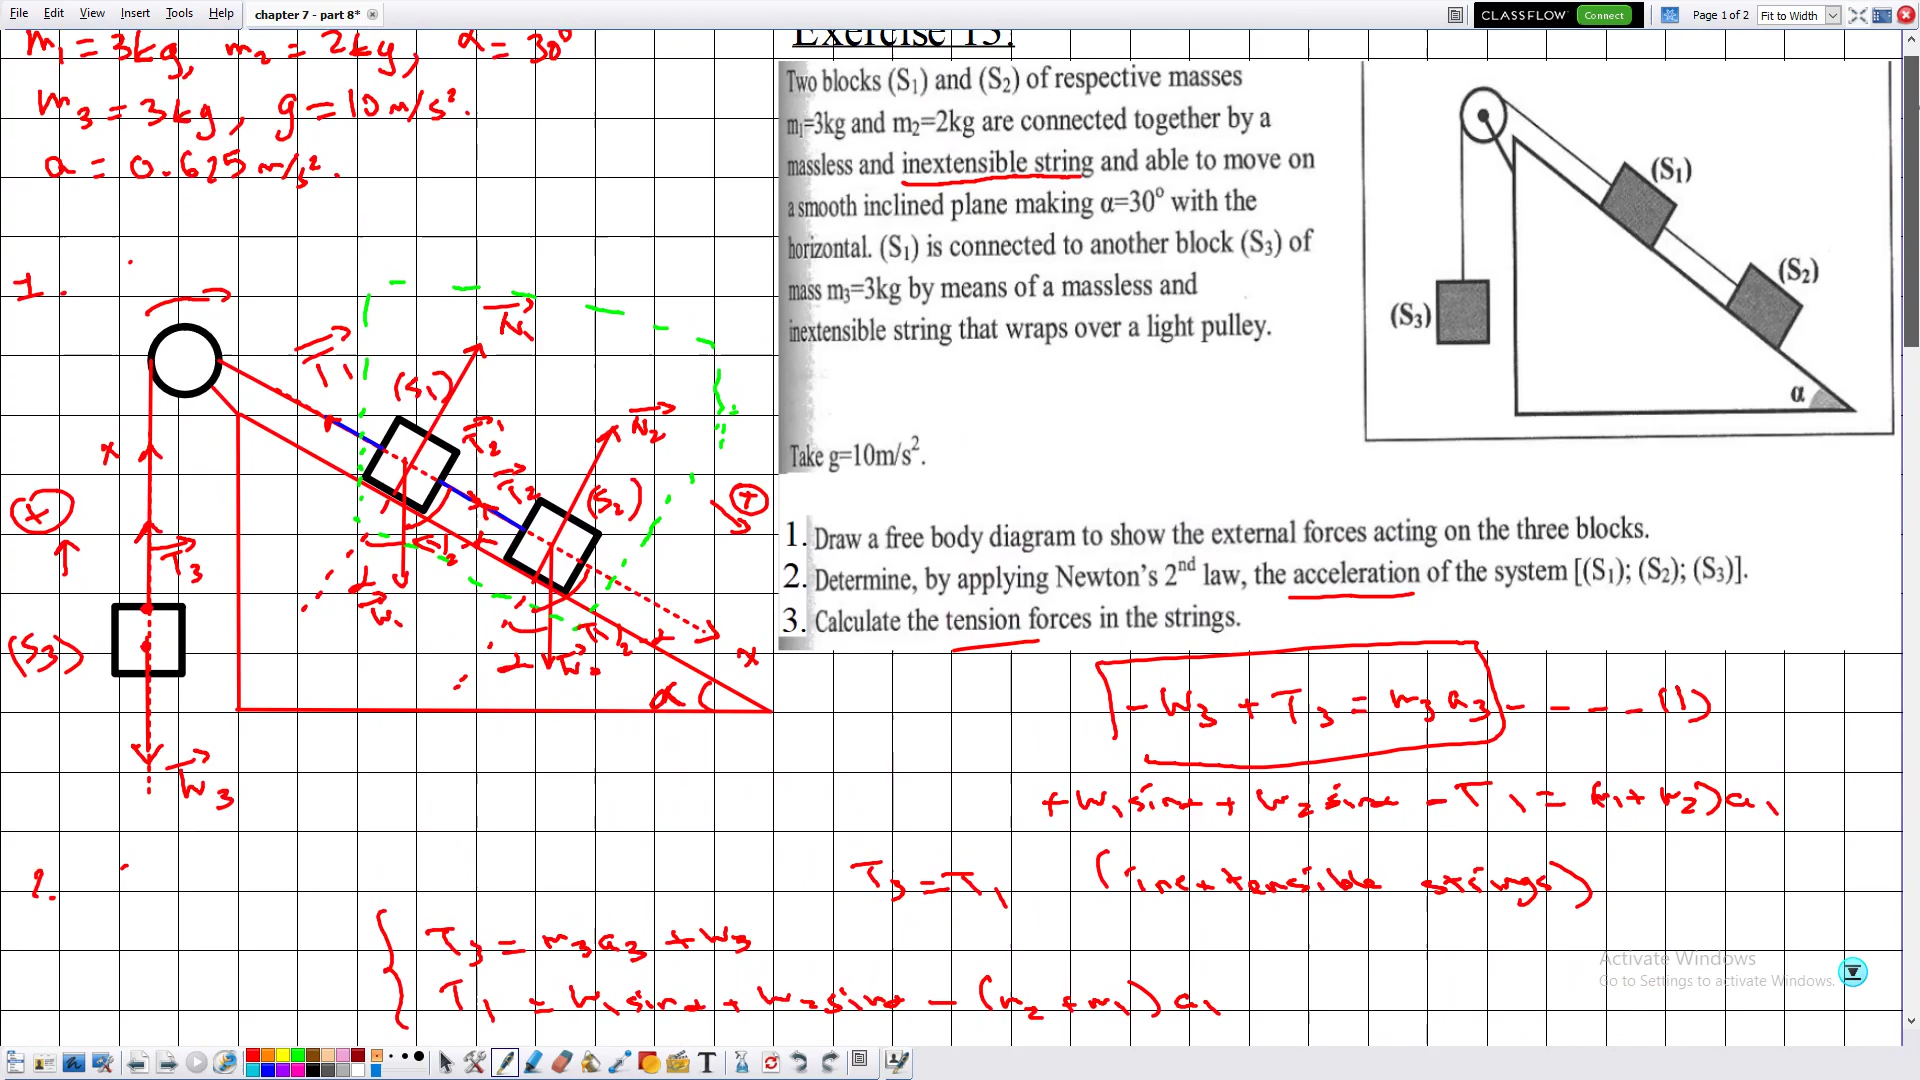 File Edit View Insert Tools Help
chapter 7 - part 8*
CLASSFLOW Connect
Page 1 of 2
Fit to Width
m1 = 3kg, m2 = 2kg, α = 30°
m3 = 3kg, g = 10 m/s².
a = 0.625 m/s².
Exercise 13:
Two blocks (S₁) and (S₂) of respective masses
m₁=3kg and m₂=2kg are connected together by a
massless and inextensible string and able to move on
a smooth inclined plane making α=30° with the
horizontal. (S₁) is connected to another block (S₃) of
mass m₃=3kg by means of a massless and
inextensible string that wraps over a light pulley.
Take g=10m/s².
(S₁)
(S₂)
(S₃)
α
1. Draw a free body diagram to show the external forces acting on the three blocks.
2. Determine, by applying Newton's 2nd law, the acceleration of the system [(S₁); (S₂); (S₃)].
3. Calculate the tension forces in the strings.
1.
T₁
N₁
(S₁)
T₂
N₂
T₂
(S₂)
x
+
+
T₃
W₁
W₂
x
(S₃)
α
W₃
- W₃ + T₃ = m₃ a₃ - - - - (1)
+ W₁ sinα + W₂ sinα - T₁ = (m₁ + m₂) a₁
2.
T₃ = T₁ (inextensible strings)
T₃ = m₃ a₃ + W₃
T₁ = W₁ sinα + W₂ sinα - (m₂ + m₁) a₁
Activate Windows
Go to Settings to activate Windows.